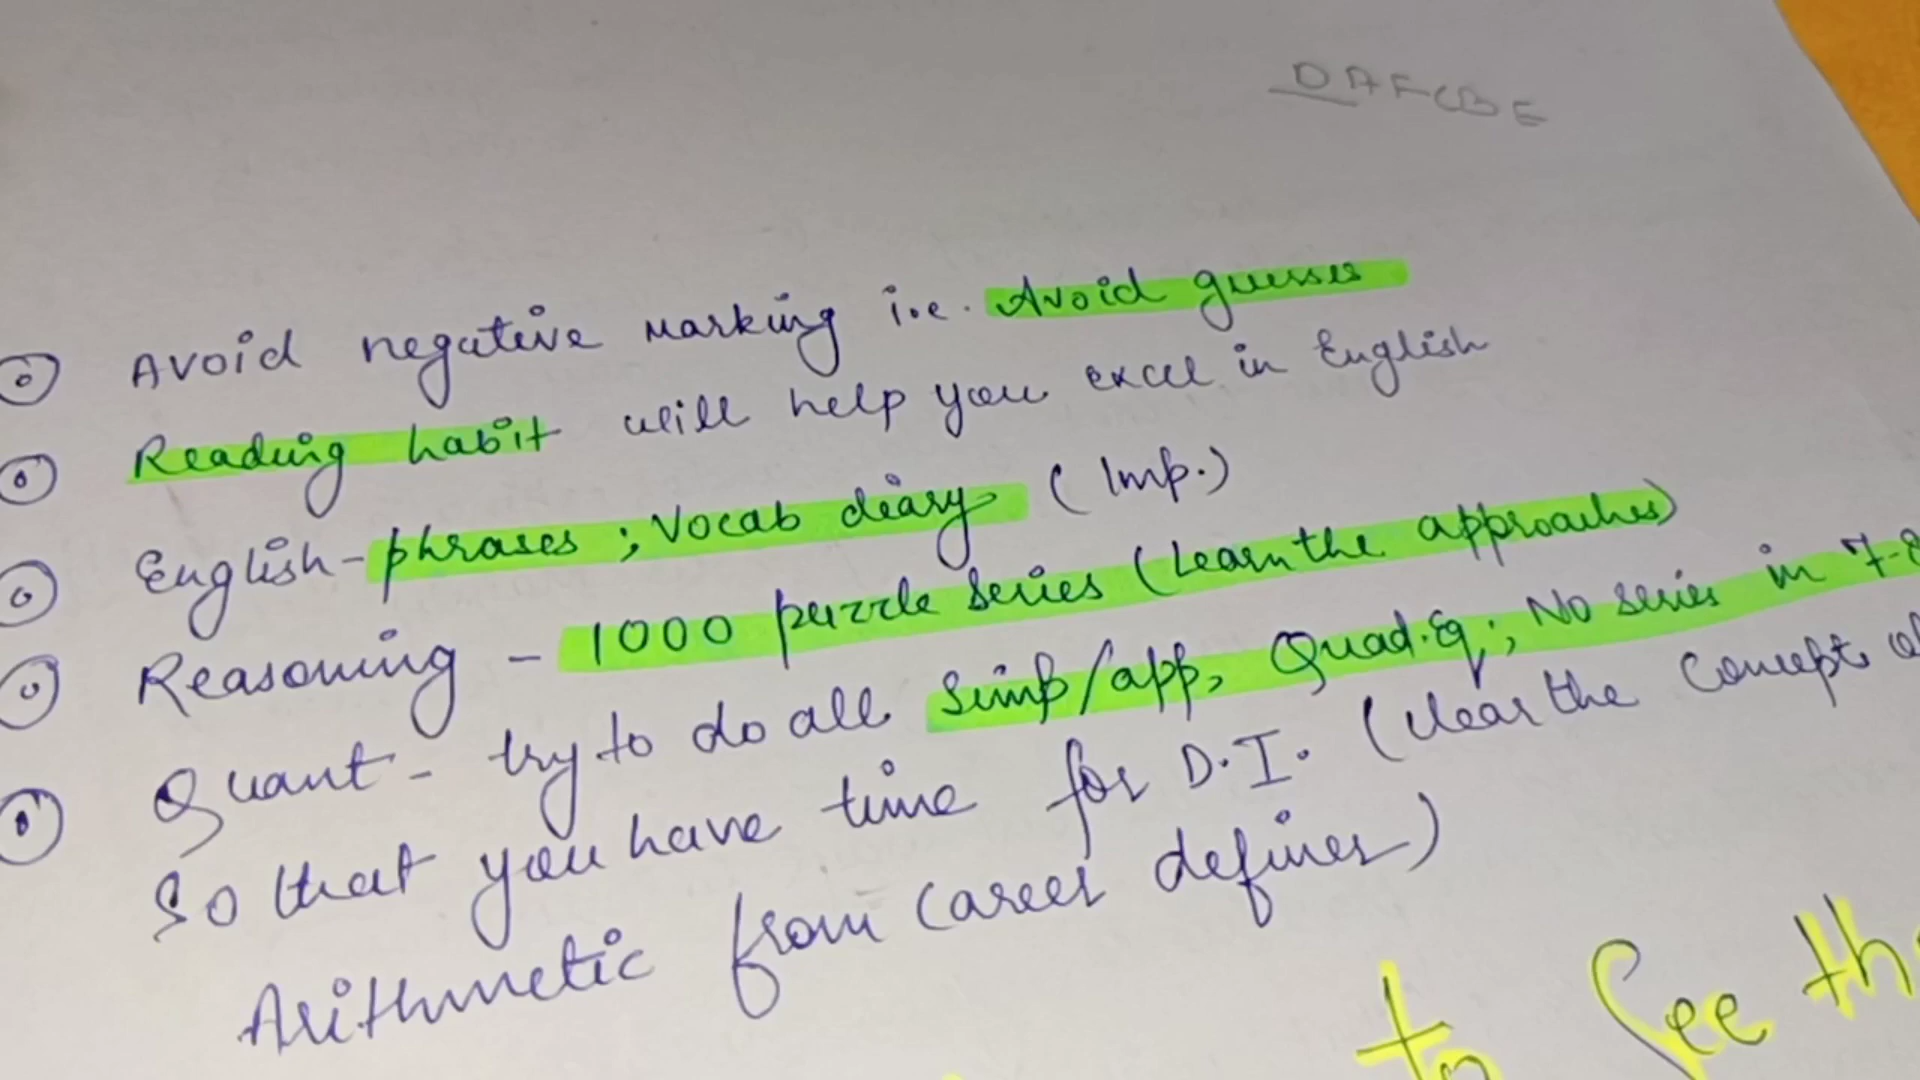 DAFCBE
Avoid negative marking i.e. Avoid guesses
Reading habit will help you excel in English
English - phrases ; Vocab diary (Imp.)
Reasoning - 1000 puzzle series (Learn the approaches)
Quant - try to do all Simp/app, Quad.Eq.; No series in 7-8
So that you have time for D.I. (clear the concepts of
Arithmetic from career definer)
to See the